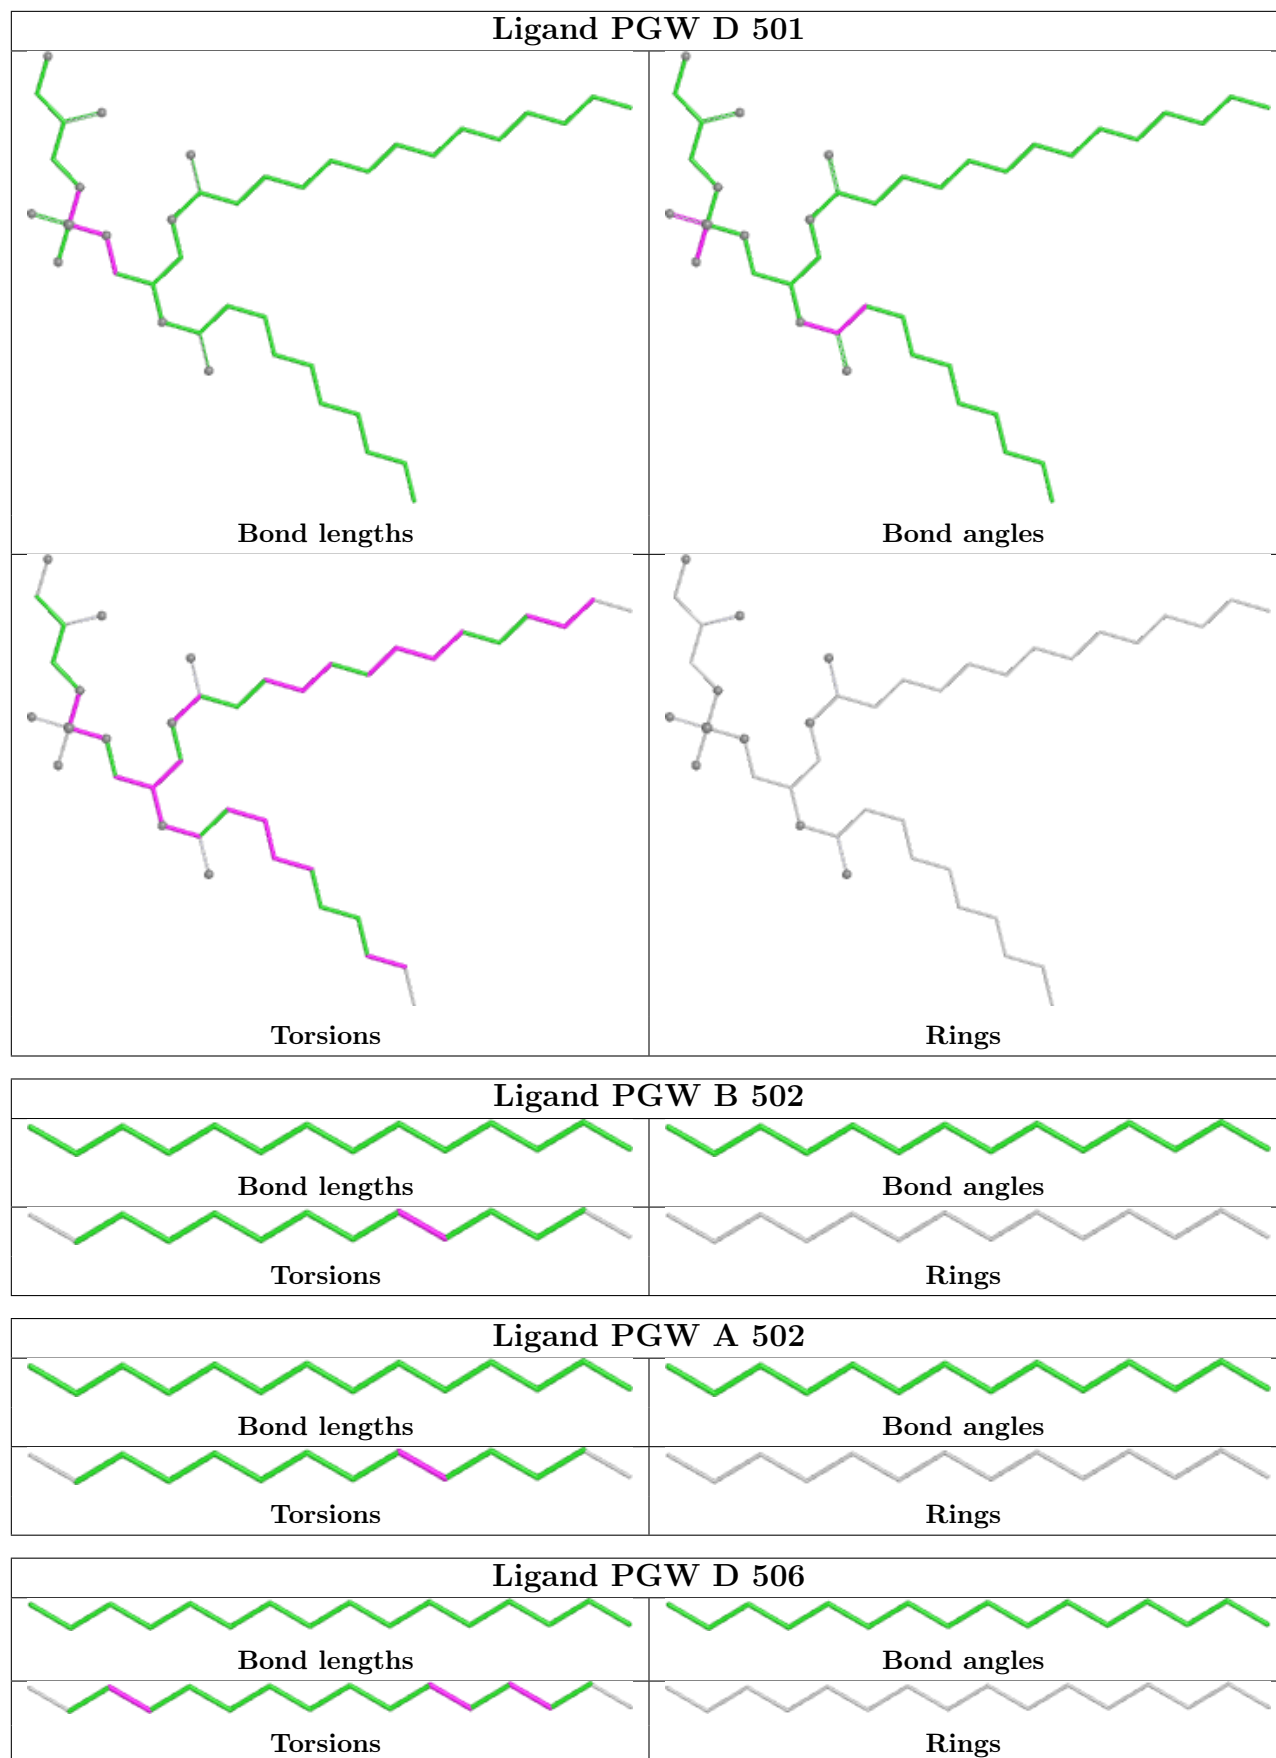 Ligand PGW D 501
Bond lengths
Bond angles
Torsions
Rings
Ligand PGW B 502
Bond lengths
Bond angles
Torsions
Rings
Ligand PGW A 502
Bond lengths
Bond angles
Torsions
Rings
Ligand PGW D 506
Bond lengths
Bond angles
Torsions
Rings